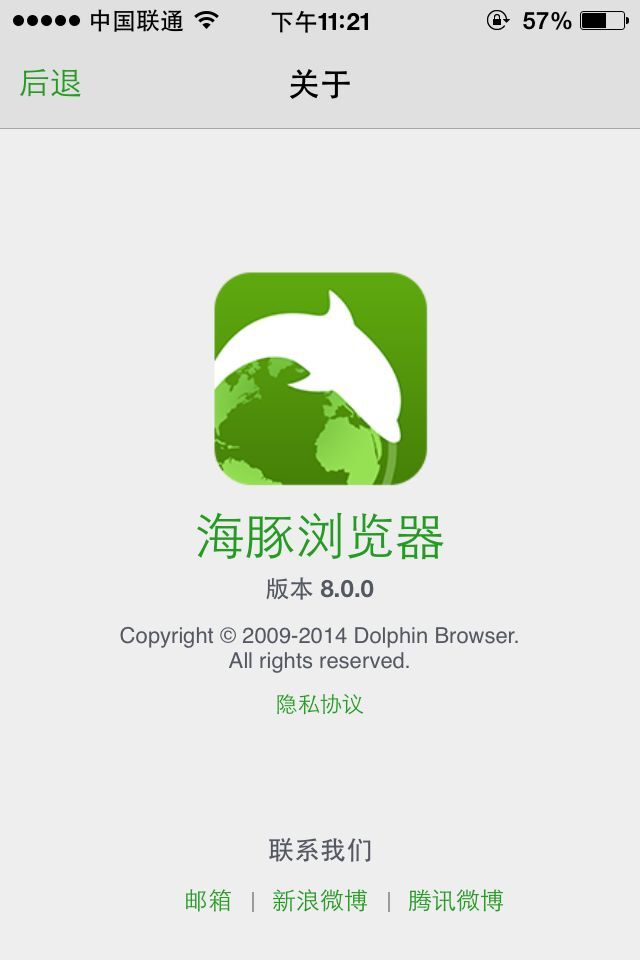 中国联通 下午11:21 57%
后退 关于
海豚浏览器
版本 8.0.0
Copyright © 2009-2014 Dolphin Browser.
All rights reserved.
隐私协议
联系我们
邮箱 | 新浪微博 | 腾讯微博